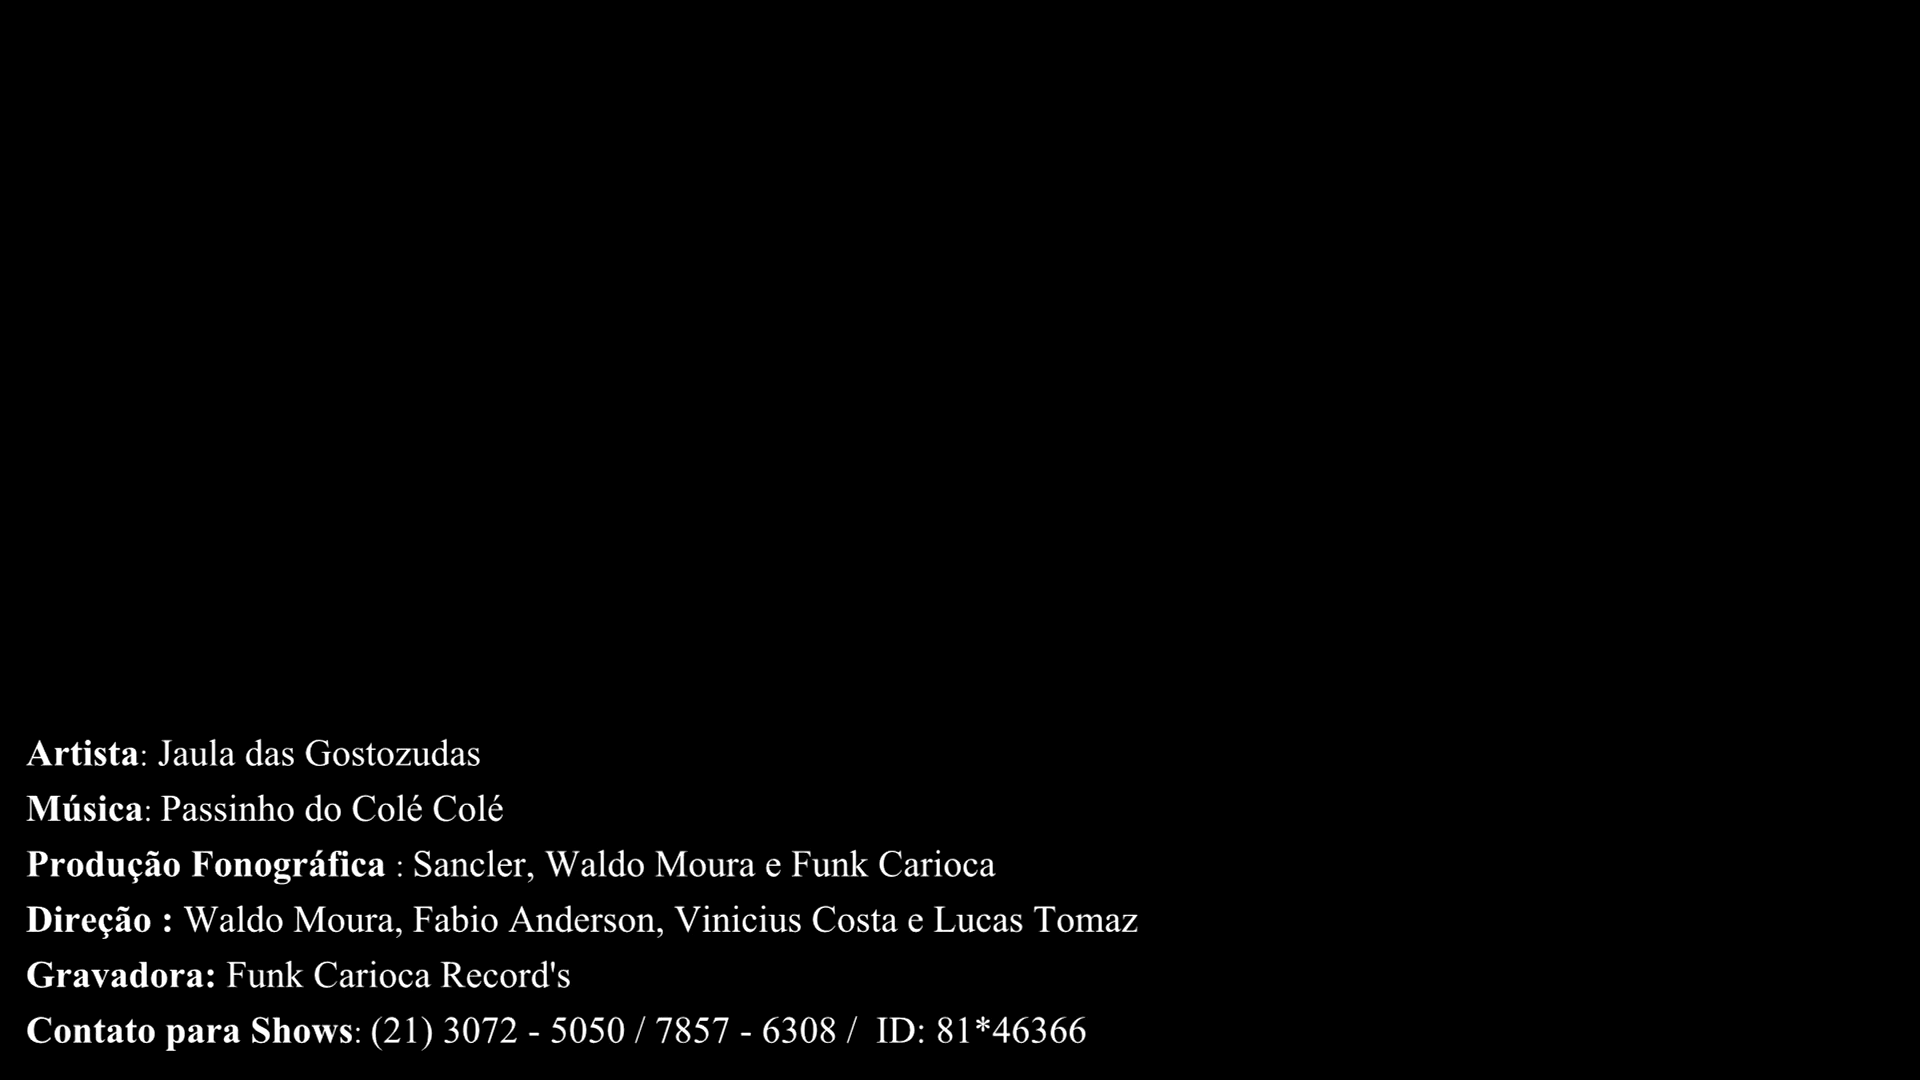 Artista: Jaula das Gostozudas
Música: Passinho do Colé Colé
Produção Fonográfica : Sancler, Waldo Moura e Funk Carioca
Direção : Waldo Moura, Fabio Anderson, Vinicius Costa e Lucas Tomaz
Gravadora: Funk Carioca Record's
Contato para Shows: (21) 3072 - 5050 / 7857 - 6308 /  ID: 81*46366